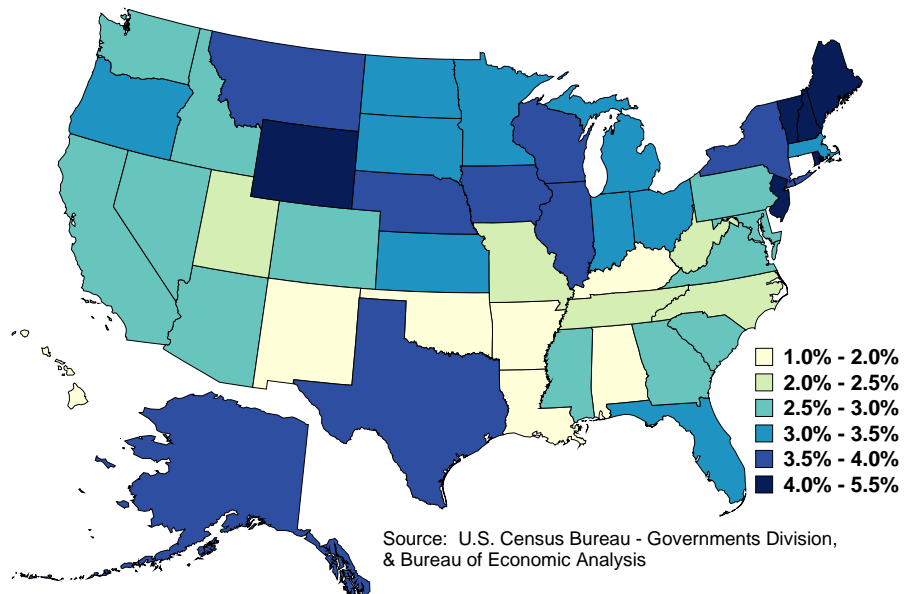 1.0% - 2.0%
2.0% - 2.5%
2.5% - 3.0%
3.0% - 3.5%
3.5% - 4.0%
4.0% - 5.5%
Source:  U.S. Census Bureau - Governments Division,
& Bureau of Economic Analysis